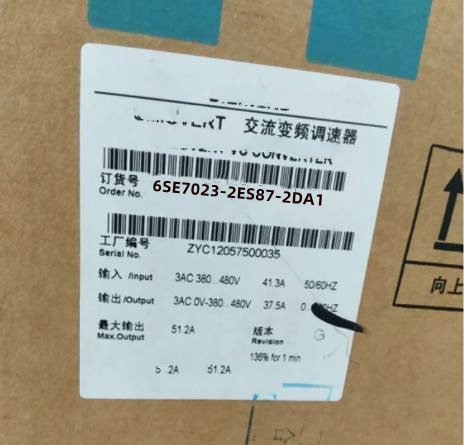 交流变频调速器
订货号
Order No. 6SE7023-2ES87-2DA1
工厂编号
Serial No. ZYC12057500035
输入 /Input 3AC 380...480V 41.3A 50/60HZ
输出 /Output 3AC 0V-380...480V 37.5A
最大输出 51.2A 版本
Max.Output Revision
136% for 1 min
51.2A
向上